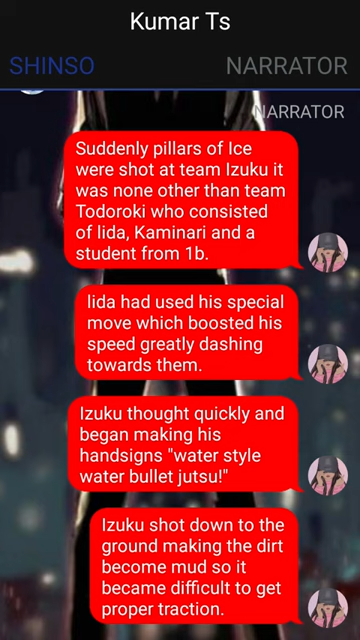 Kumar Ts
SHINSO
NARRATOR
NARRATOR
Suddenly pillars of Ice
were shot at team Izuku it
was none other than team
Todoroki who consisted
of Iida, Kaminari and a
student from 1b.
Iida had used his special
move which boosted his
speed greatly dashing
towards them.
Izuku thought quickly and
began making his
handsigns "water style
water bullet jutsu!"
Izuku shot down to the
ground making the dirt
become mud so it
became difficult to get
proper traction.